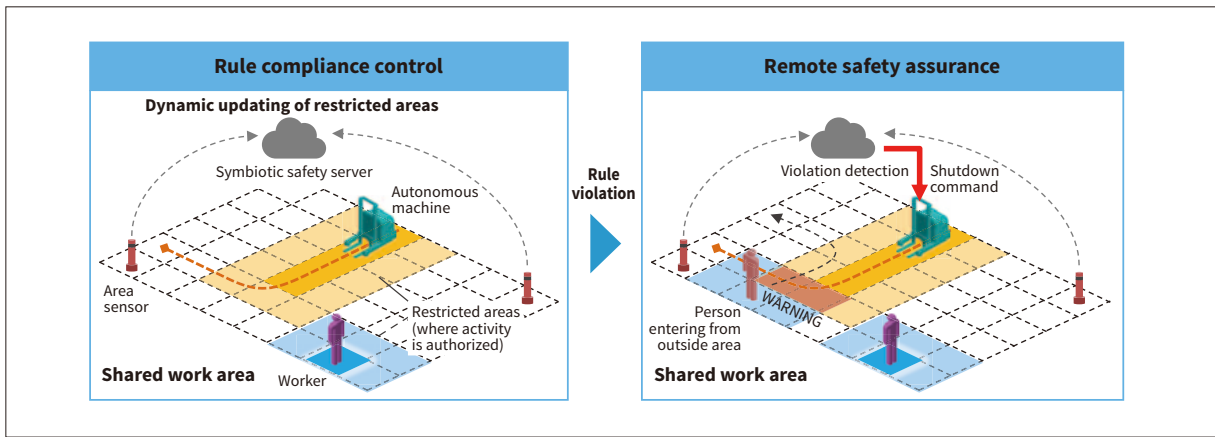 Rule compliance control
Dynamic updating of restricted areas
Symbiotic safety server
Autonomous
machine
Area
sensor
Restricted areas
(where activity
is authorized)
Worker
Shared work area
Rule
violation
Remote safety assurance
Violation detection
Shutdown
command
WARNING
Person
entering from
outside area
Shared work area